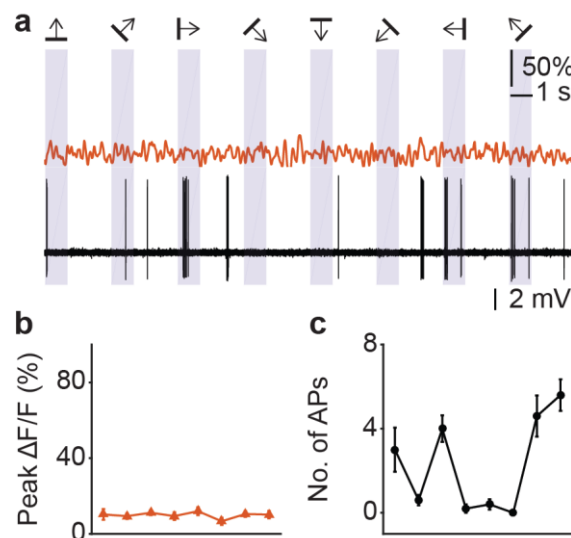 a
50%
1 s
2 mV
b
Peak ΔF/F (%)
80
40
0
c
No. of APs
8
4
0